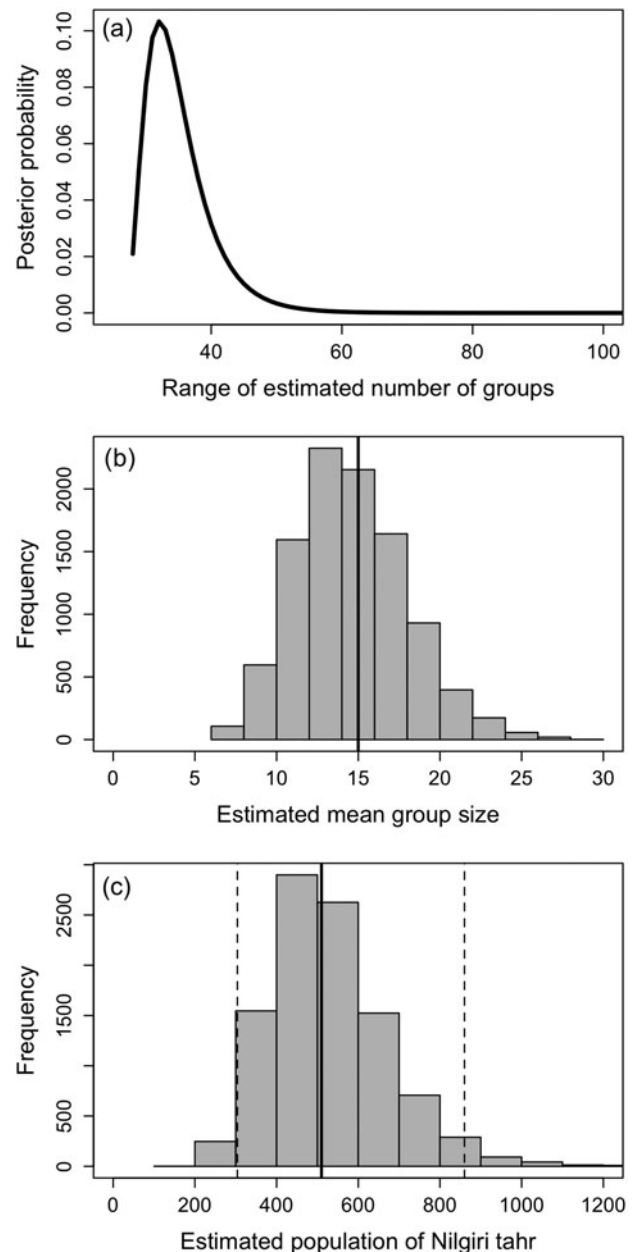 (a)
Posterior probability
0.00 0.02 0.04 0.06 0.08 0.10
40 60 80 100
Range of estimated number of groups
(b)
Frequency
0 500 1000 1500 2000
0 5 10 15 20 25 30
Estimated mean group size
(c)
Frequency
0 500 1500 2500
0 200 400 600 800 1000 1200
Estimated population of Nilgiri tahr